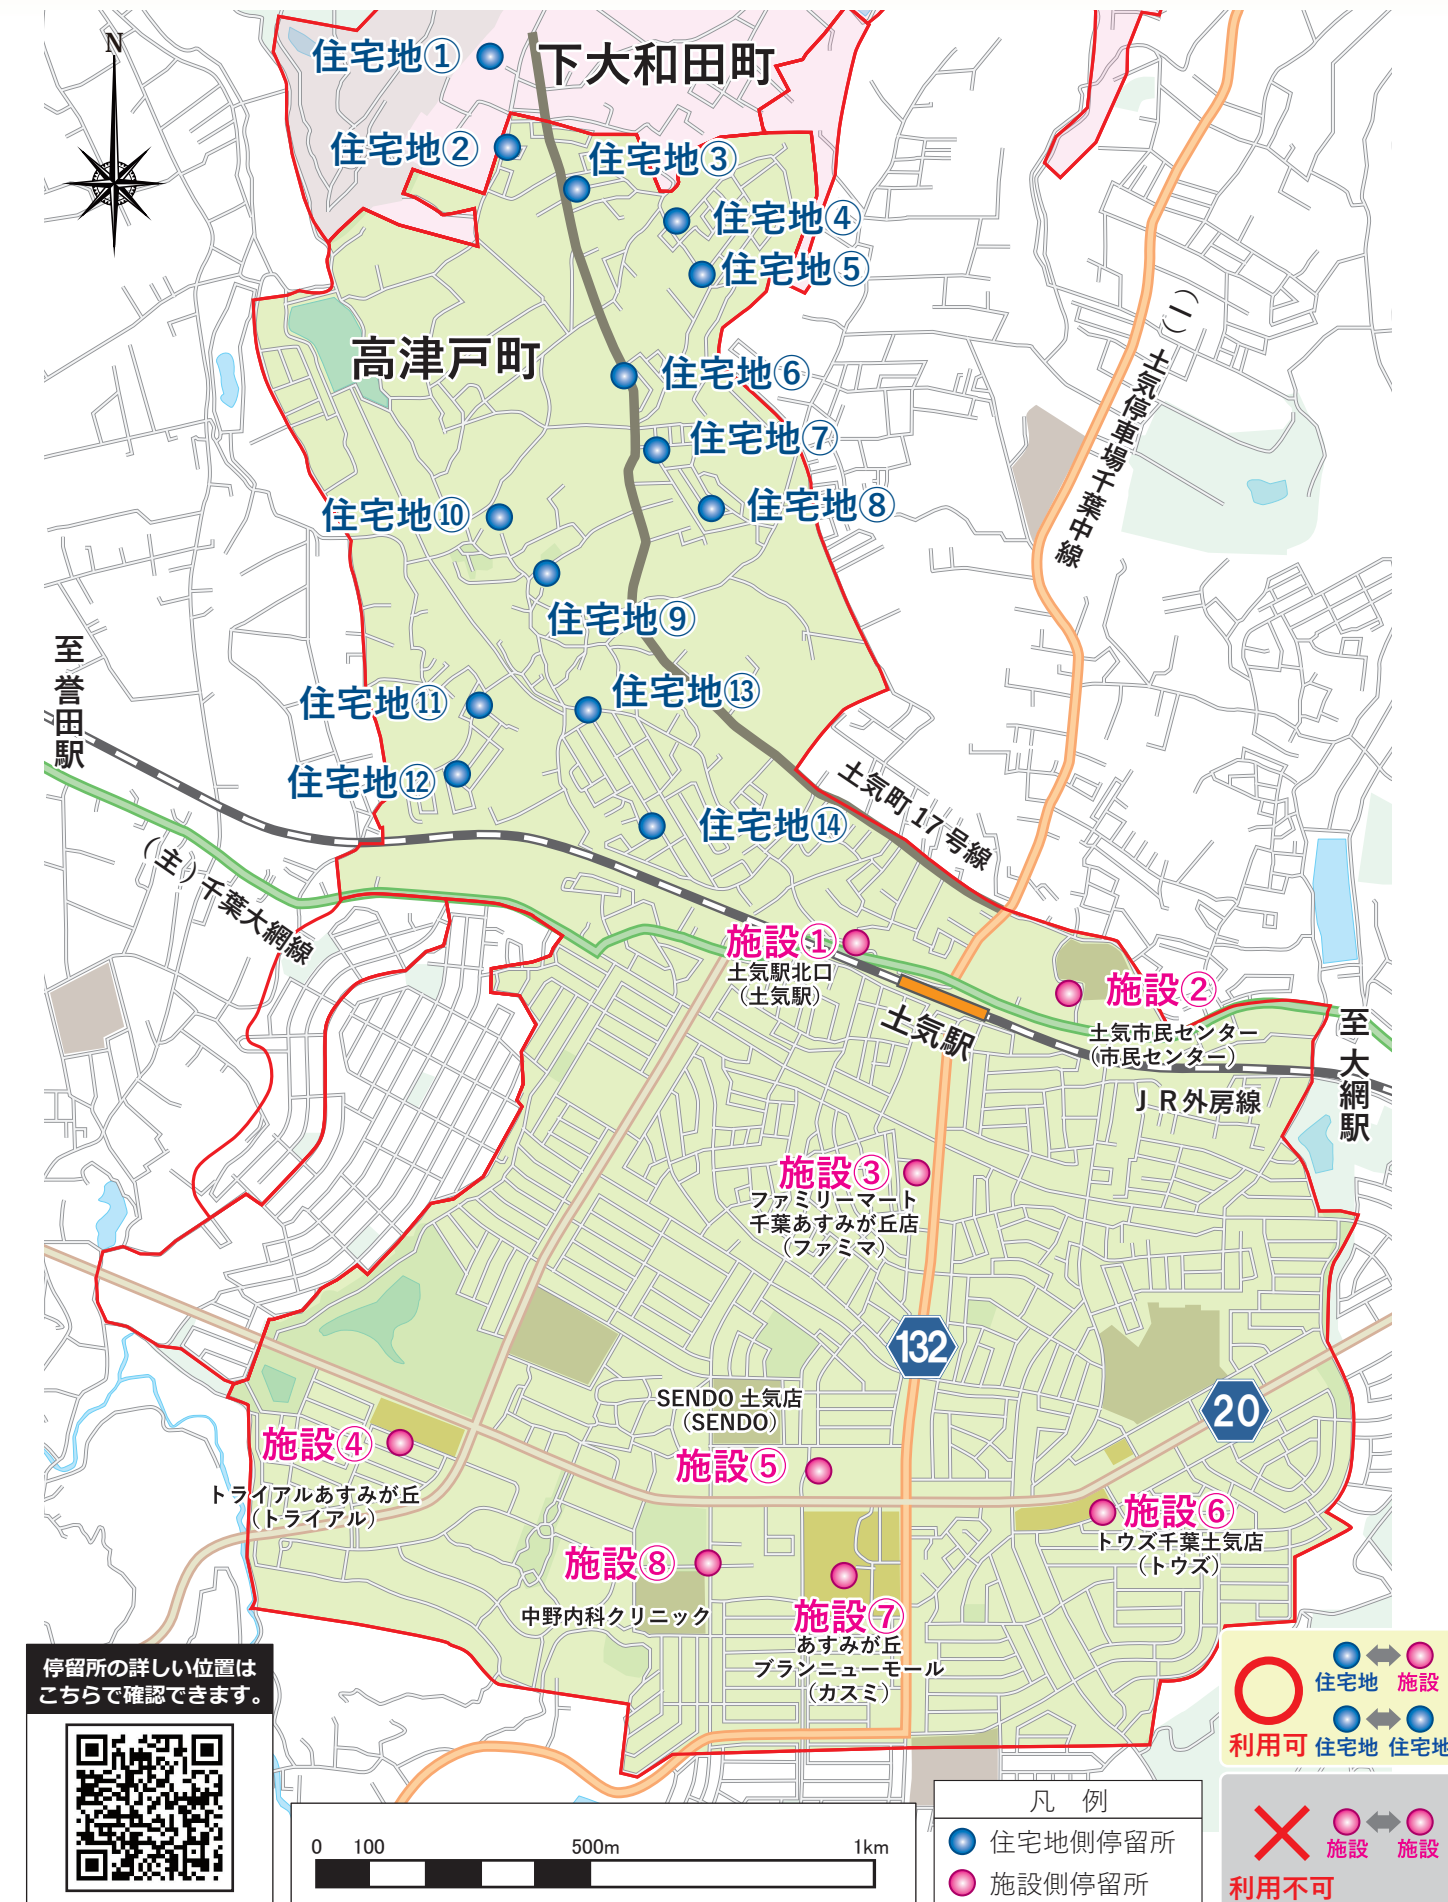 N
住宅地①
下大和田町
住宅地②
住宅地③
住宅地④
住宅地⑤
高津戸町
住宅地⑥
住宅地⑦
住宅地⑧
住宅地⑩
住宅地⑨
住宅地⑪
住宅地⑬
住宅地⑫
住宅地⑭
(一)土気停車場千葉中線
至 誉田駅
土気町17号線
(主)千葉大網線
施設①
土気駅北口
(土気駅)
土気駅
施設②
土気市民センター
(市民センター)
至 大網駅
JR外房線
施設③
ファミリーマート
千葉あすみが丘店
(ファミマ)
132
20
SENDO 土気店
(SENDO)
施設④
トライアルあすみが丘
(トライアル)
施設⑤
施設⑥
トウズ千葉土気店
(トウズ)
施設⑧
中野内科クリニック
施設⑦
あすみが丘
ブランニューモール
(カスミ)
停留所の詳しい位置は
こちらで確認できます。
0 100 500m 1km
凡 例
住宅地側停留所
施設側停留所
住宅地 施設
利用可 住宅地 住宅地
施設 施設
利用不可